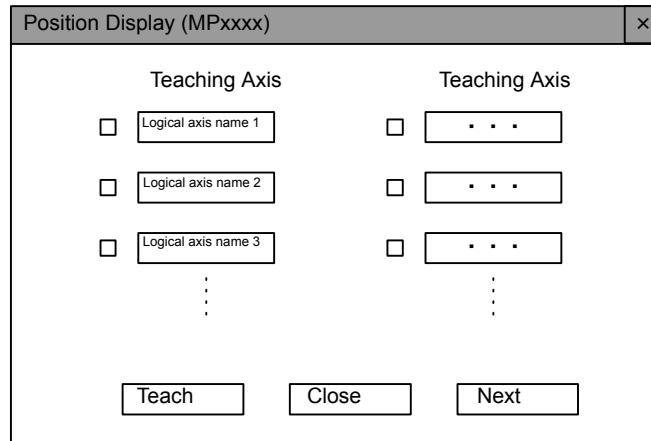 Position Display (MPxxxx) ×
Teaching Axis Teaching Axis
Logical axis name 1 . . .
Logical axis name 2 . . .
Logical axis name 3 . . .
Teach Close Next